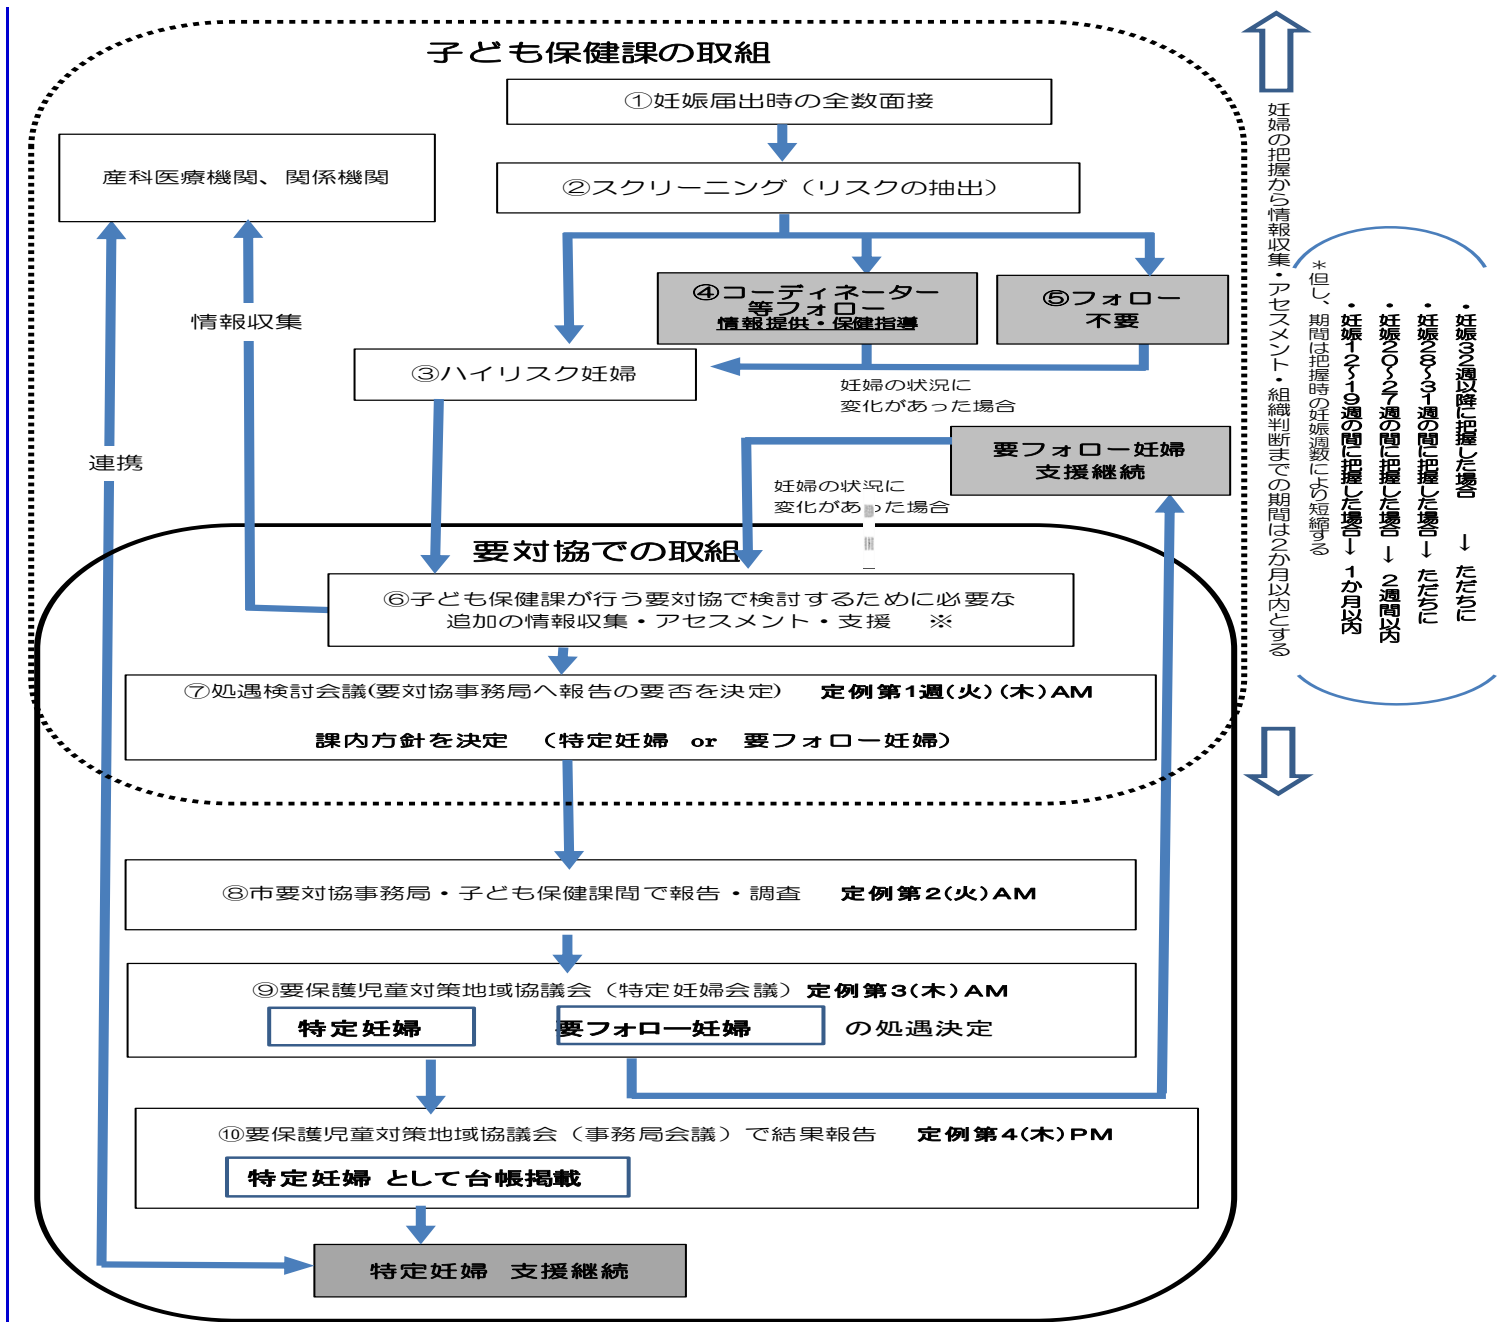 子ども保健課の取組
①妊娠届出時の全数面接
産科医療機関、関係機関
②スクリーニング（リスクの抽出）
④コーディネーター
等フォロー
情報提供・保健指導
⑤フォロー
不要
情報収集
③ハイリスク妊婦
妊婦の状況に
変化があった場合
連携
要フォロー妊婦
支援継続
妊婦の状況に
変化があった場合
要対協での取組
⑥子ども保健課が行う要対協で検討するために必要な
追加の情報収集・アセスメント・支援　※
⑦処遇検討会議(要対協事務局へ報告の要否を決定)　定例第1週(火)(木)AM
課内方針を決定　（特定妊婦　or　要フォロー妊婦）
⑧市要対協事務局・子ども保健課間で報告・調査　定例第2(火)AM
⑨要保護児童対策地域協議会（特定妊婦会議）定例第3(木)AM
特定妊婦　要フォロー妊婦　の処遇決定
⑩要保護児童対策地域協議会（事務局会議）で結果報告　定例第4(木)PM
特定妊婦 として台帳掲載
特定妊婦　支援継続
妊婦の把握から情報収集・アセスメント・組織判断までの期間は2か月以内とする
＊但し、期間は把握時の妊娠週数により短縮する
・妊娠12～19週の間に把握した場合→1か月以内
・妊娠20～27週の間に把握した場合→2週間以内
・妊娠28～31週の間に把握した場合→ただちに
・妊娠32週以降に把握した場合　→ただちに